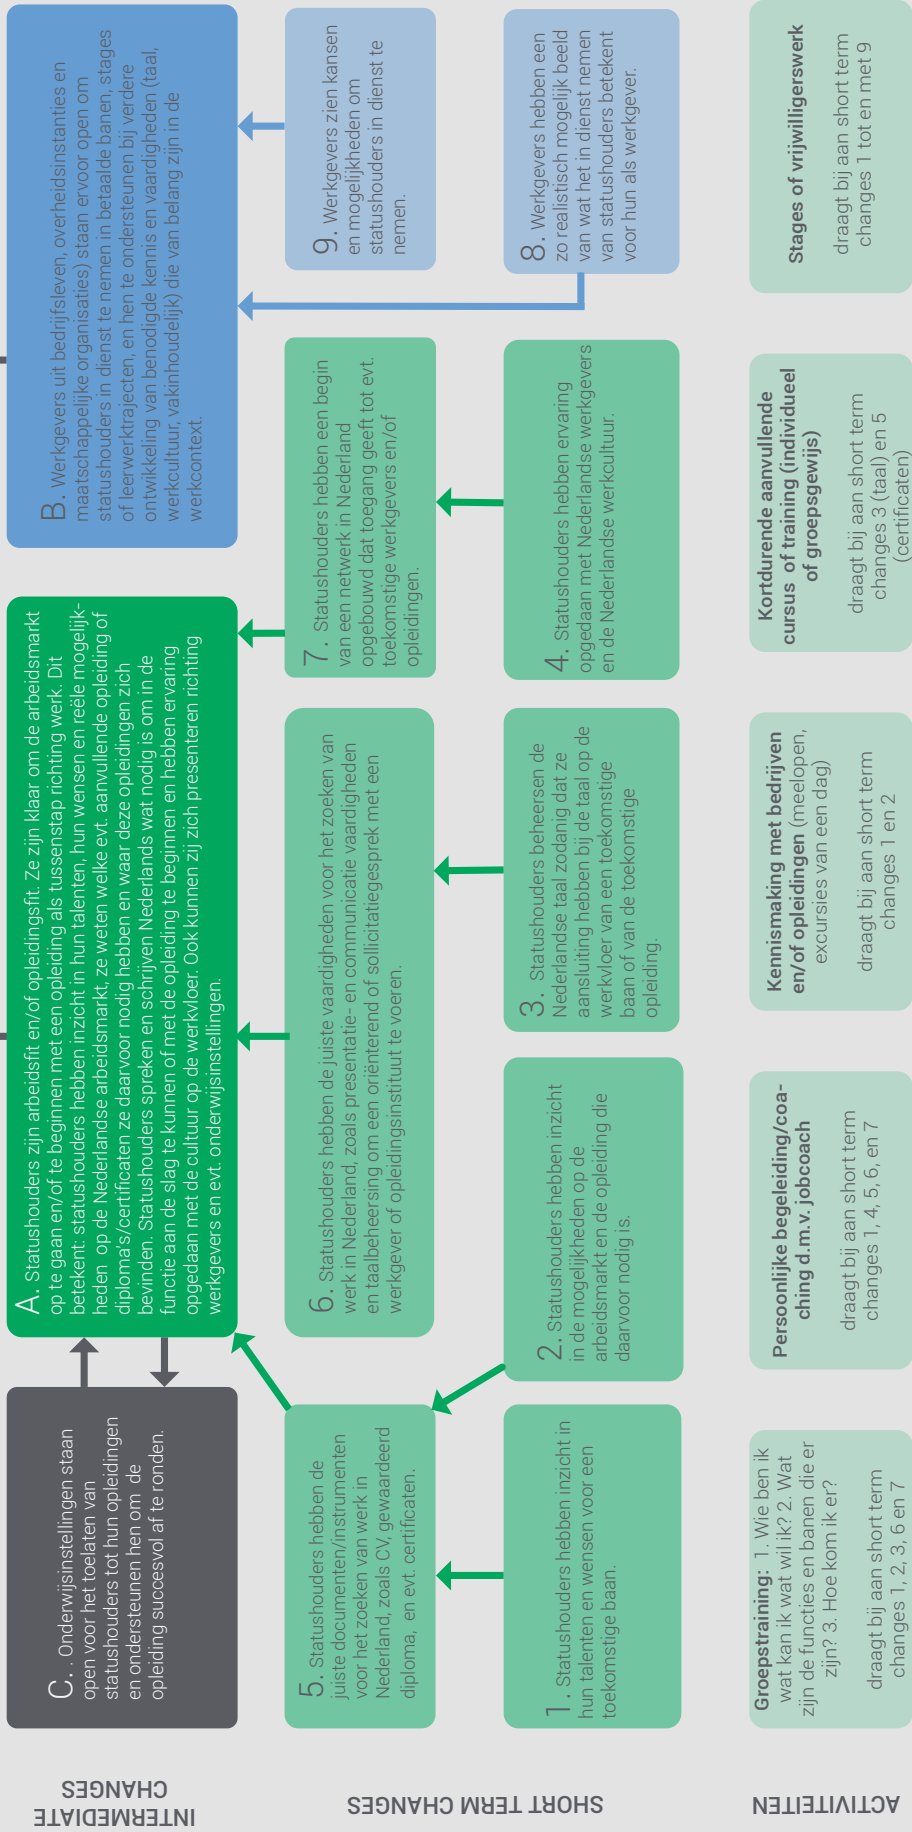 INTERMEDIATE
CHANGES
C. . Onderwijsinstellingen staan
open voor het toelaten van
statushouders tot hun opleidingen
en ondersteunen hen om de
opleiding succesvol af te ronden.
A. Statushouders zijn arbeidsfit en/of opleidingsfit. Ze zijn klaar om de arbeidsmarkt
op te gaan en/of te beginnen met een opleiding als tussenstap richting werk. Dit
betekent: statushouders hebben inzicht in hun talenten, hun wensen en reële mogelijk-
heden op de Nederlandse arbeidsmarkt, ze weten welke evt. aanvullende opleiding of
diploma's/certificaten ze daarvoor nodig hebben en waar deze opleidingen zich
bevinden. Statushouders spreken en schrijven Nederlands wat nodig is om in de
functie aan de slag te kunnen of met de opleiding te beginnen en hebben ervaring
opgedaan met de cultuur op de werkvloer. Ook kunnen zij zich presenteren richting
werkgevers en evt. onderwijsinstellingen.
B. Werkgevers uit bedrijfsleven, overheidsinstanties en
maatschappelijke organisaties) staan ervoor open om
statushouders in dienst te nemen in betaalde banen, stages
of leerwerktrajecten, en hen te ondersteunen bij verdere
ontwikkeling van benodigde kennis en vaardigheden (taal,
werkcultuur, vakinhoudelijk) die van belang zijn in de
werkcontext.
SHORT TERM CHANGES
5. Statushouders hebben de
juiste documenten/instrumenten
voor het zoeken van werk in
Nederland, zoals CV, gewaardeerd
diploma, en evt. certificaten.
6. Statushouders hebben de juiste vaardigheden voor het zoeken van
werk in Nederland, zoals presentatie- en communicatie vaardigheden
en taalbeheersing om een oriënterend of sollicitatiegesprek met een
werkgever of opleidingsinstituut te voeren.
7. Statushouders hebben een begin
van een netwerk in Nederland
opgebouwd dat toegang geeft tot evt.
toekomstige werkgevers en/of
opleidingen.
9. Werkgevers zien kansen
en mogelijkheden om
statushouders in dienst te
nemen.
1. Statushouders hebben inzicht in
hun talenten en wensen voor een
toekomstige baan.
2. Statushouders hebben inzicht
in de mogelijkheden op de
arbeidsmarkt en de opleiding die
daarvoor nodig is.
3. Statushouders beheersen de
Nederlandse taal zodanig dat ze
aansluiting hebben bij de taal op de
werkvloer van een toekomstige
baan of van de toekomstige
opleiding.
4. Statushouders hebben ervaring
opgedaan met Nederlandse werkgevers
en de Nederlandse werkcultuur.
8. Werkgevers hebben een
zo realistisch mogelijk beeld
van wat het in dienst nemen
van statushouders betekent
voor hun als werkgever.
ACTIVITEITEN
Groepstraining: 1. Wie ben ik
wat kan ik wat wil ik? 2. Wat
zijn de functies en banen die er
zijn? 3. Hoe kom ik er?
draagt bij aan short term
changes 1, 2, 3, 6 en 7
Persoonlijke begeleiding/coa-
ching d.m.v. jobcoach
draagt bij aan short term
changes 1, 4, 5, 6, en 7
Kennismaking met bedrijven
en/of opleidingen (meelopen,
excursies van een dag)
draagt bij aan short term
changes 1 en 2
Kortdurende aanvullende
cursus of training (individueel
of groepsgewijs)
draagt bij aan short term
changes 3 (taal) en 5
(certificaten)
Stages of vrijwilligerswerk
draagt bij aan short term
changes 1 tot en met 9